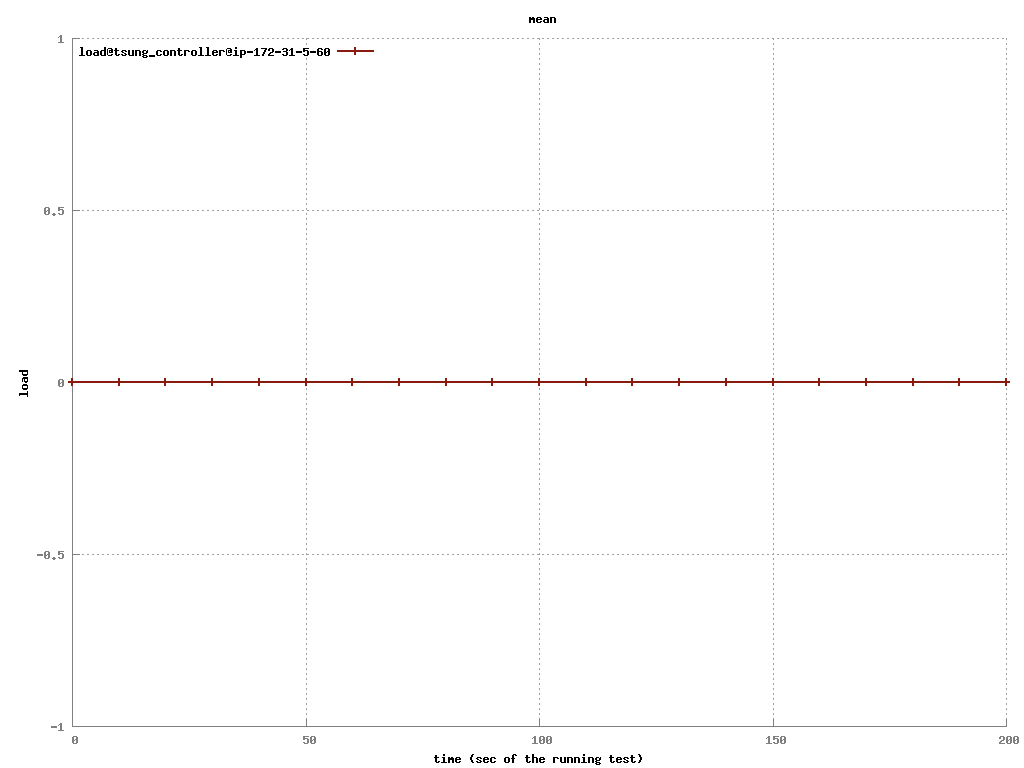 mean
load@tsung_controller@ip-172-31-5-60
1
0.5
0
-0.5
-1
load
0 50 100 150 200
time (sec of the running test)